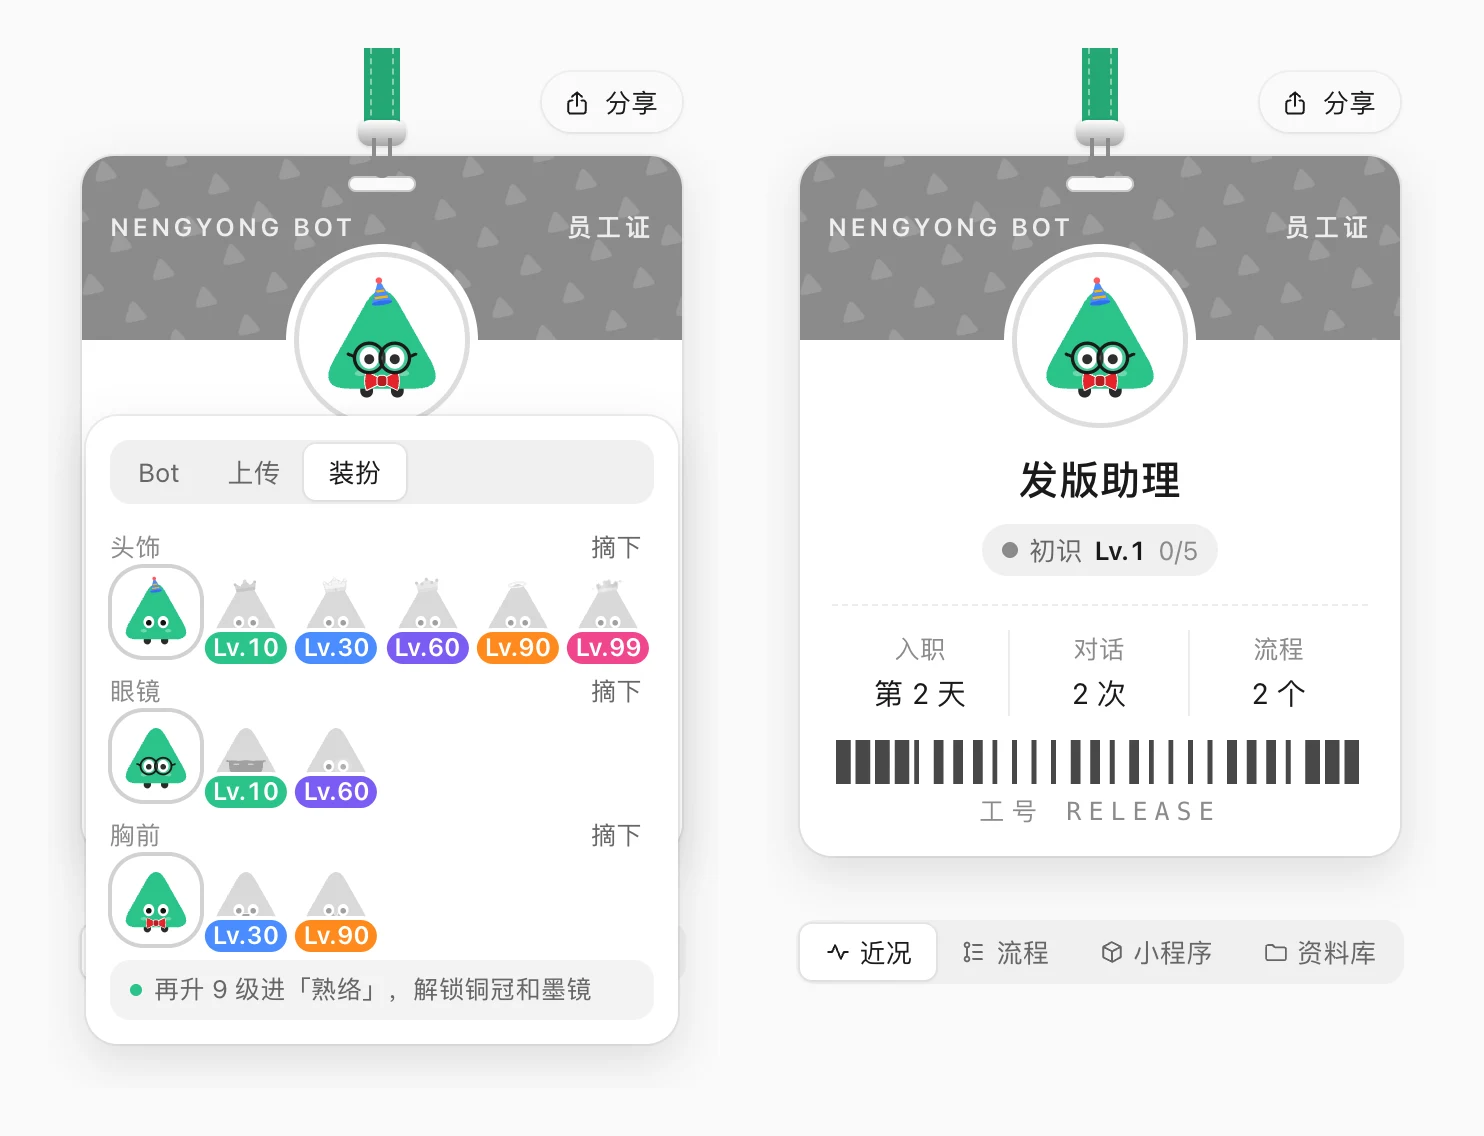 分享
NENGYONG BOT 员工证
Bot 上传 装扮
头饰 摘下
Lv.10 Lv.30 Lv.60 Lv.90 Lv.99
眼镜 摘下
Lv.10 Lv.60
胸前 摘下
Lv.30 Lv.90
再升 9 级进「熟络」，解锁铜冠和墨镜
分享
NENGYONG BOT 员工证
发版助理
初识 Lv.1 0/5
入职 对话 流程
第 2 天 2 次 2 个
工号 RELEASE
近况 流程 小程序 资料库